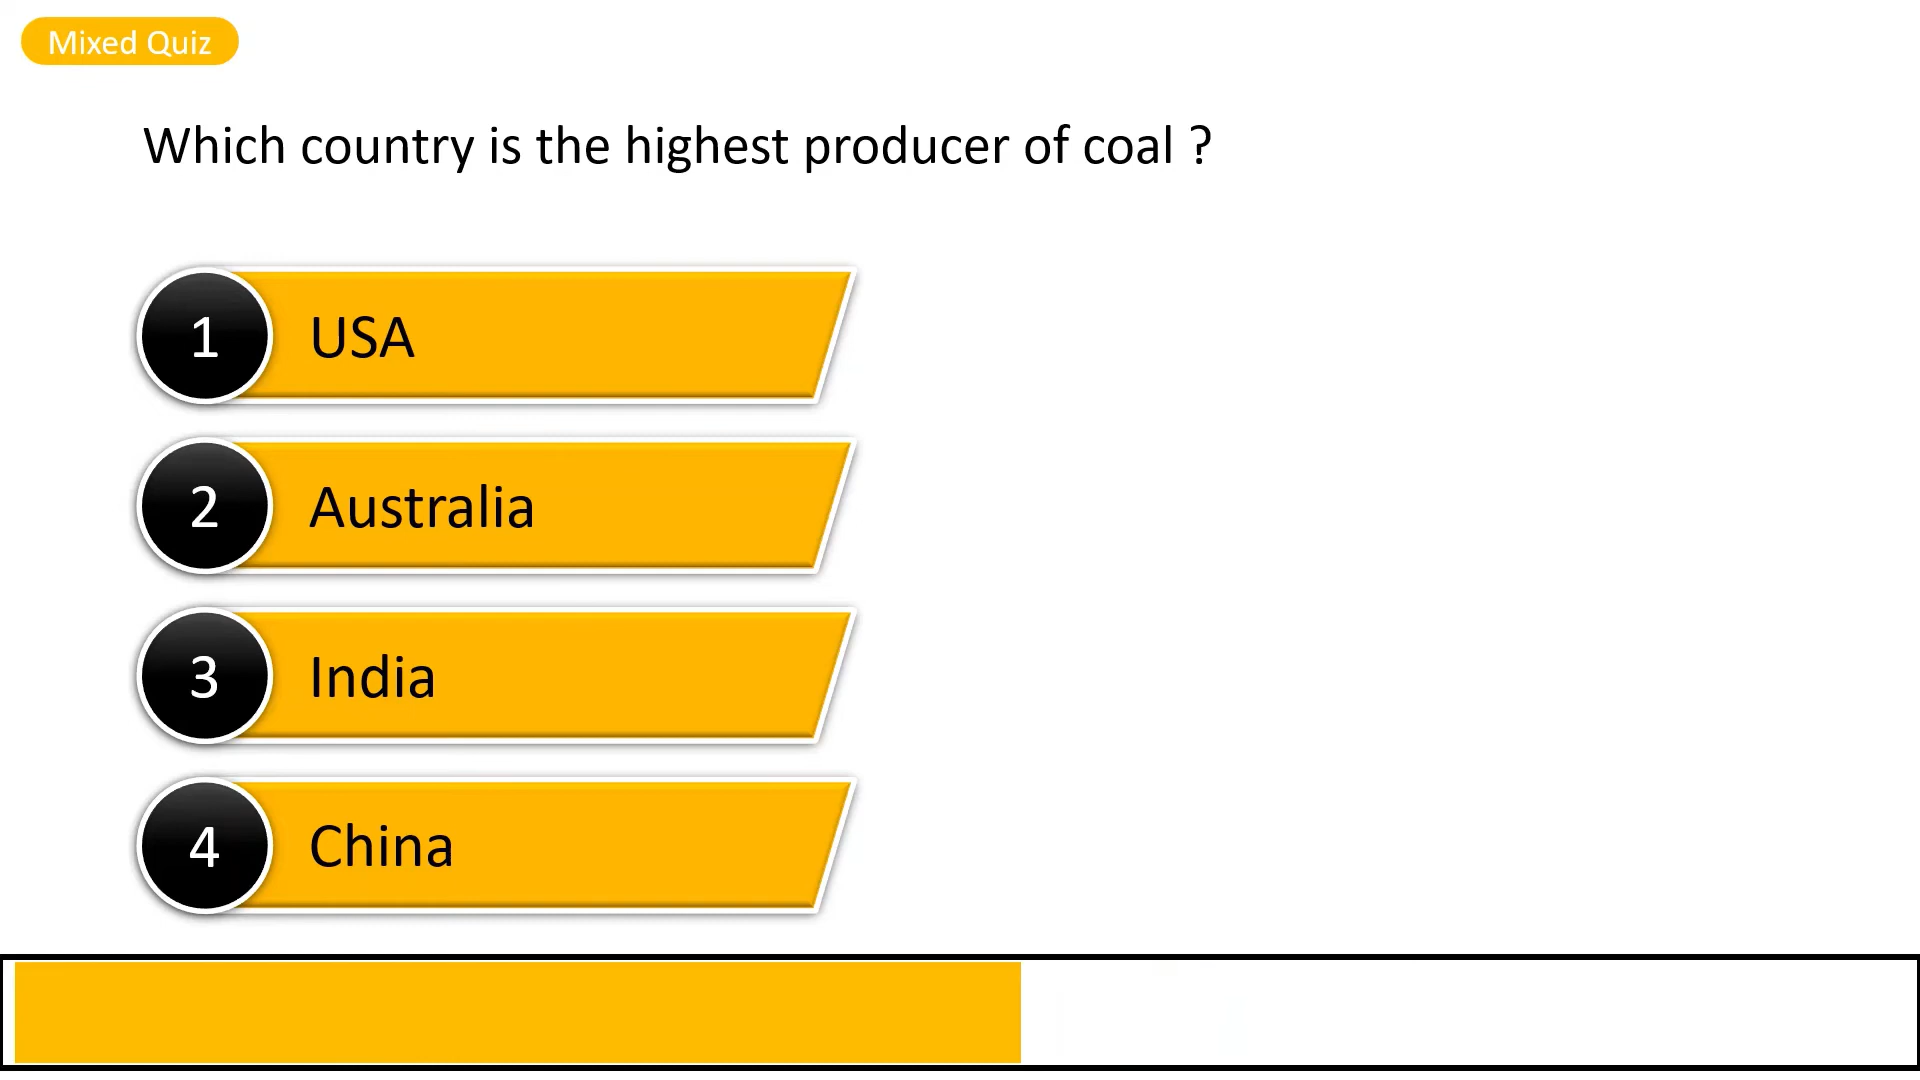 Mixed Quiz
Which country is the highest producer of coal ?
1 USA
2 Australia
3 India
4 China